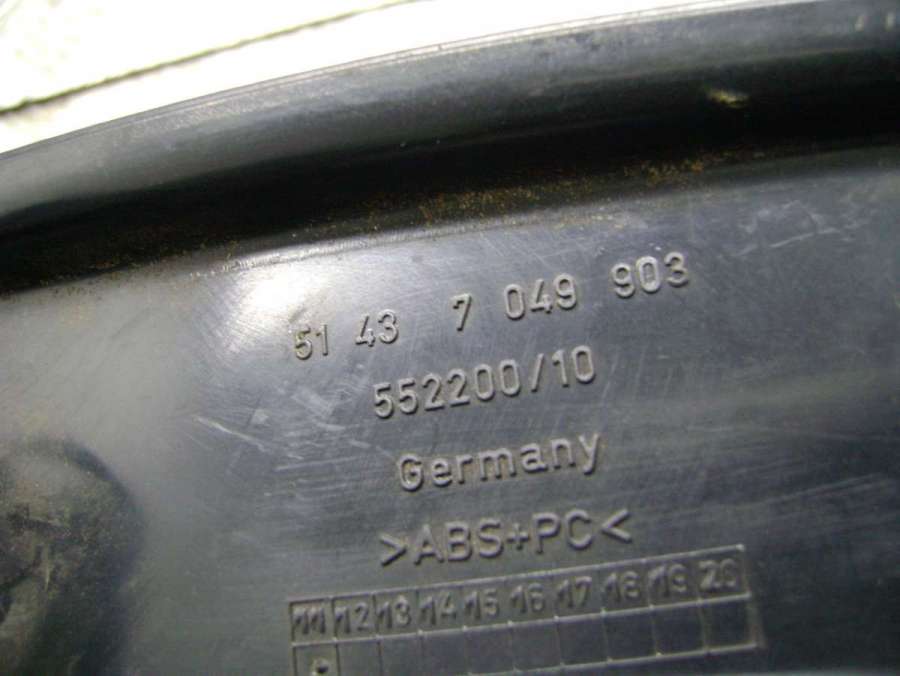 51 43 7 049 903
552200/10
Germany
>ABS+PC<
11 12 13 14 15 16 17 18 19 20